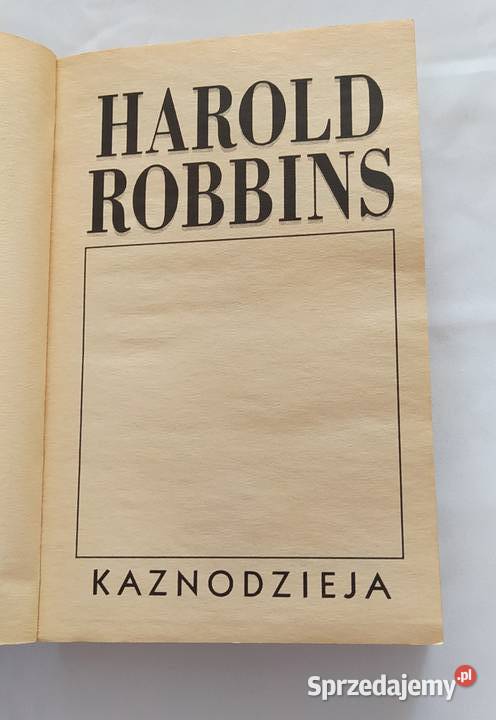 HAROLD
ROBBINS
KAZNODZIEJA
Sprzedajemy.pl